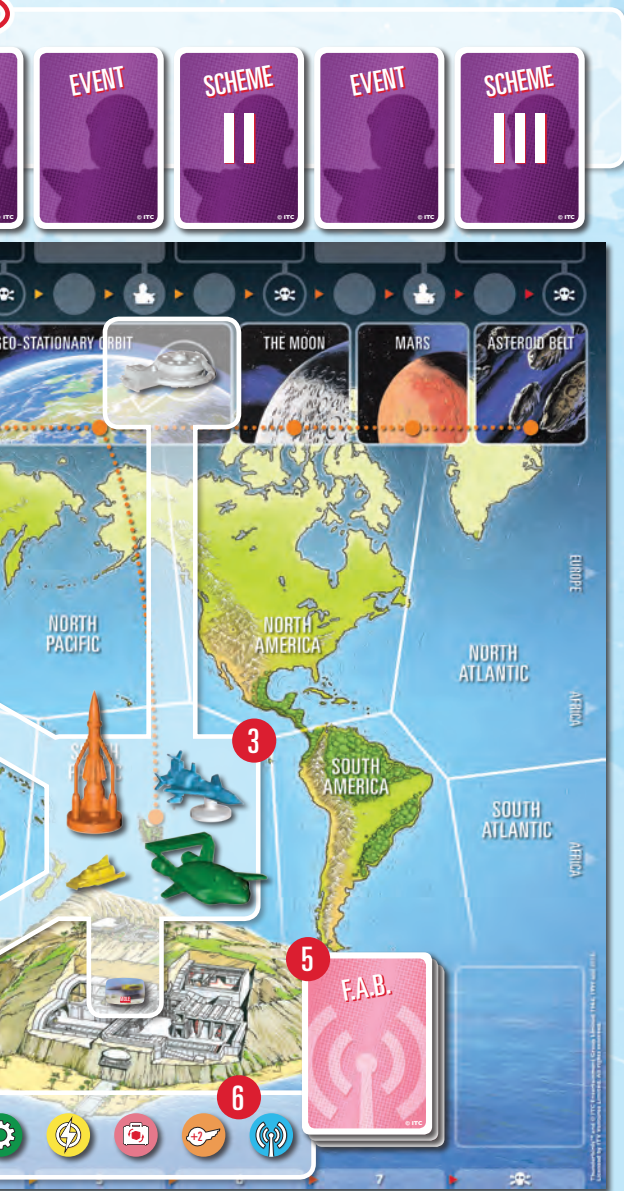 EVENT
SCHEME
EVENT
SCHEME
II
III
© ITC
© ITC
© ITC
© ITC
© ITC
GEO-STATIONARY ORBIT
THE MOON
MARS
ASTEROID BELT
EUROPE
NORTH
PACIFIC
NORTH
AMERICA
NORTH
ATLANTIC
AFRICA
3
SOUTH
AMERICA
SOUTH
ATLANTIC
AFRICA
5
F.A.B.
6
+2
© ITC
7